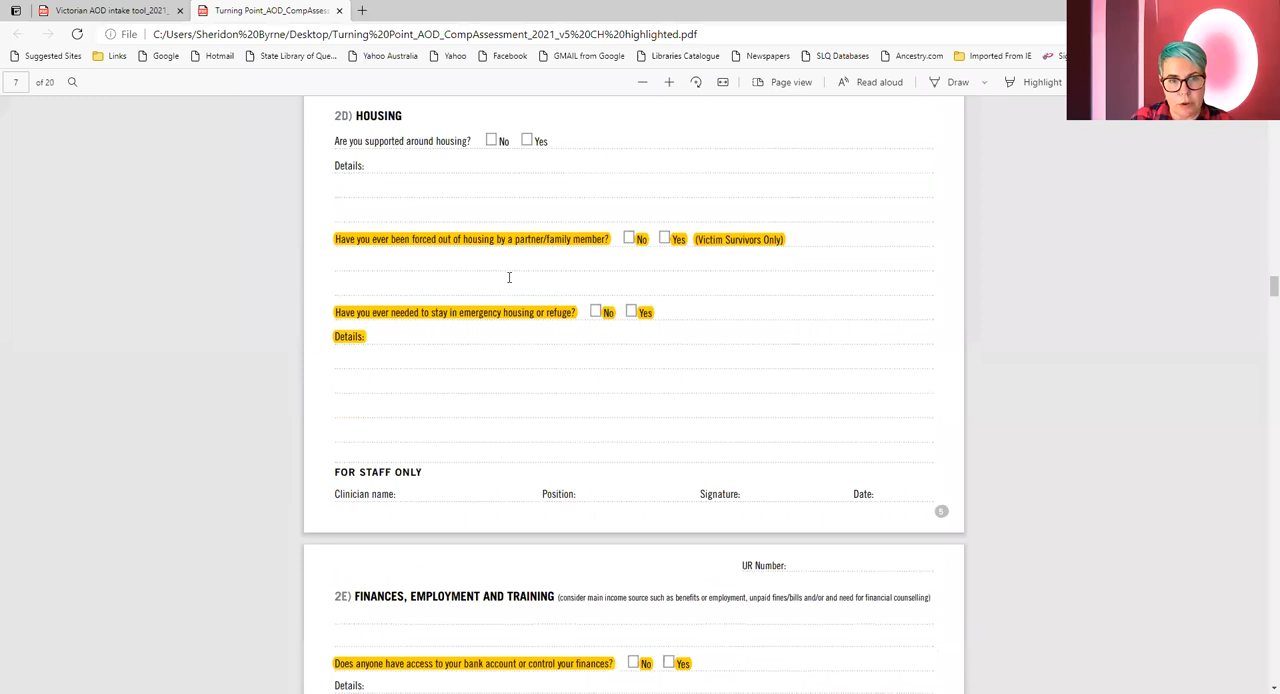 Victorian AOD intake tool_2021_
Turning Point_AOD_CompAssess
File C:/Users/Sheridon%20Byrne/Desktop/Turning%20Point_AOD_CompAssessment_2021_v5%20CH%20highlighted.pdf
Suggested Sites Links Google Hotmail State Library of Que... Yahoo Australia Yahoo Facebook GMAIL from Google Libraries Catalogue Newspapers SLQ Databases Ancestry.com Imported From IE
7 of 20 Page view Read aloud Draw Highlight
2D) HOUSING
Are you supported around housing? No Yes
Details:
Have you ever been forced out of housing by a partner/family member? No Yes (Victim Survivors Only)
Have you ever needed to stay in emergency housing or refuge? No Yes
Details:
FOR STAFF ONLY
Clinician name: Position: Signature: Date:
5
UR Number:
2E) FINANCES, EMPLOYMENT AND TRAINING (consider main income source such as benefits or employment, unpaid fines/bills and/or and need for financial counselling)
Does anyone have access to your bank account or control your finances? No Yes
Details: